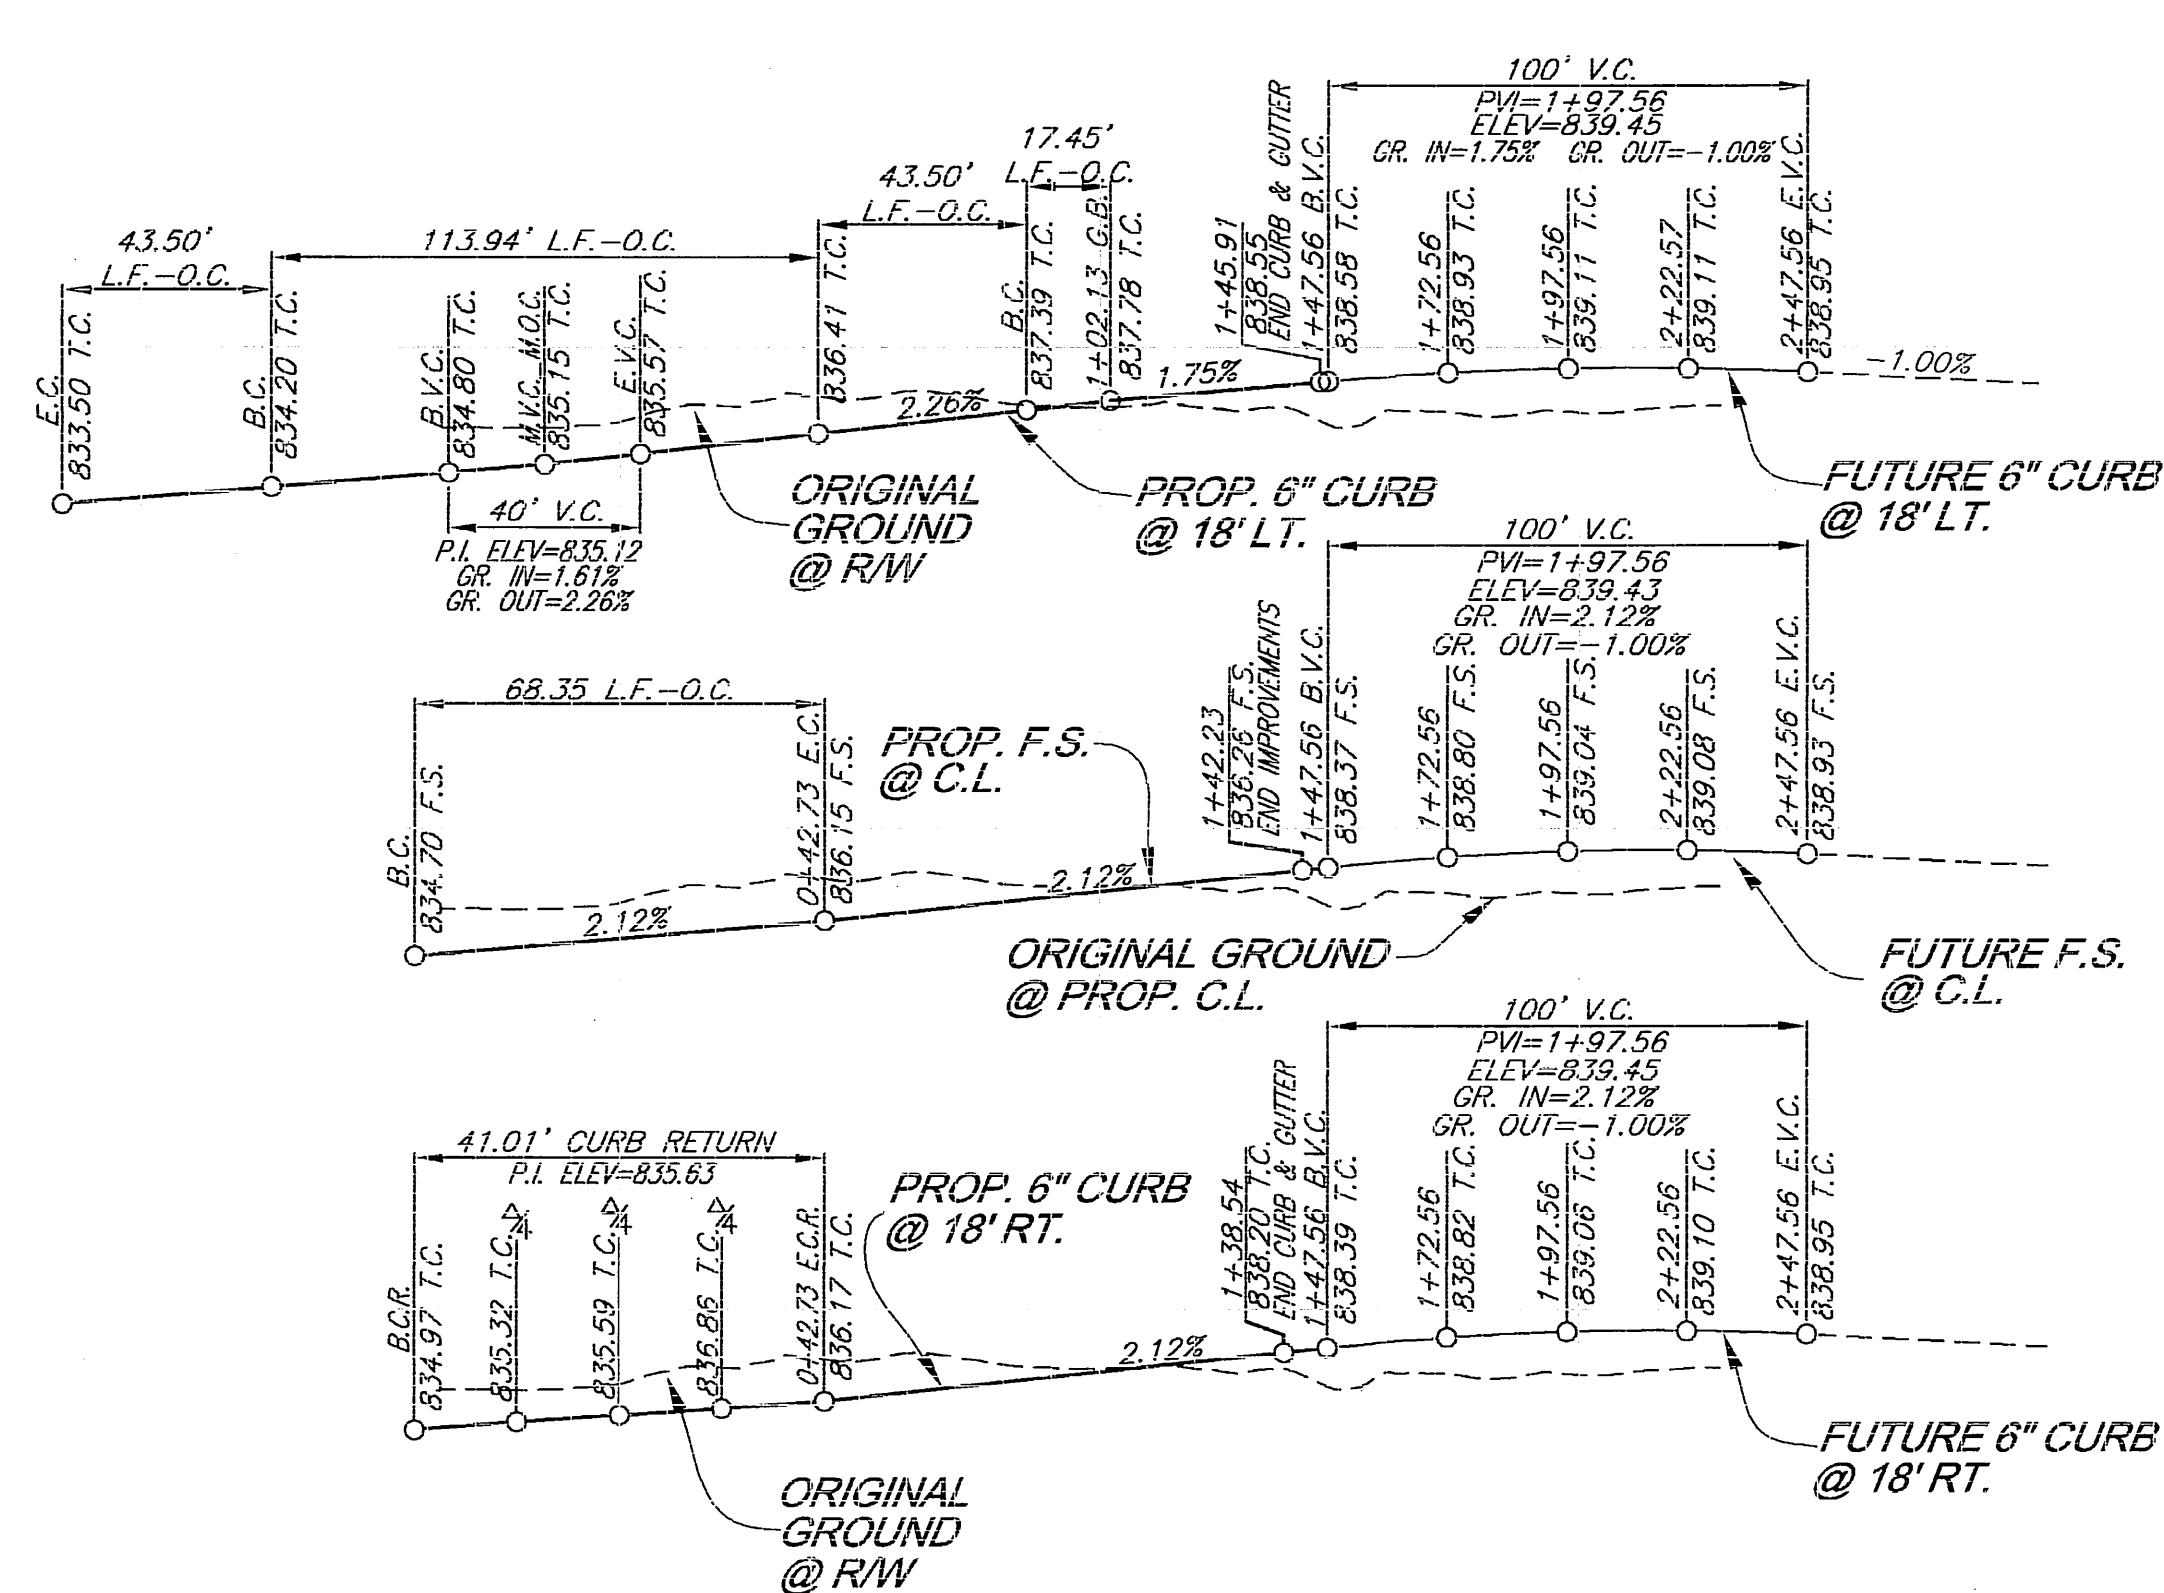 43.50'
L.F.-O.C.
113.94' L.F.-O.C.
43.50'
L.F.-O.C.
17.45'
L.F.-O.C.
100' V.C.
PVI=1+97.56
ELEV=839.45
GR. IN=1.75% GR. OUT=-1.00%
E.C.
833.50 T.C.
B.C.
834.20 T.C.
B.V.C.
834.80 T.C.
M.V.C. M.O.C.
835.15 T.C.
E.V.C.
835.57 T.C.
836.41 T.C.
B.C.
837.39 T.C.
1+02.13 G.B.
837.78 T.C.
1+45.91
838.55
END CURB & GUTTER
1+47.56 B.V.C.
838.58 T.C.
1+72.56
838.93 T.C.
1+97.56
839.11 T.C.
2+22.57
839.11 T.C.
2+47.56 E.V.C.
838.95 T.C.
2.26%
1.75%
-1.00%
40' V.C.
P.I. ELEV=835.12
GR. IN=1.61%
GR. OUT=2.26%
ORIGINAL
GROUND
@ R/W
PROP. 6" CURB
@ 18' LT.
FUTURE 6" CURB
@ 18' LT.
100' V.C.
PVI=1+97.56
ELEV=839.43
GR. IN=2.12%
GR. OUT=-1.00%
68.35 L.F.-O.C.
B.C.
834.70 F.S.
0+42.73 E.C.
836.15 F.S.
PROP. F.S.
@ C.L.
1+42.23
836.26 F.S.
END IMPROVEMENTS
1+47.56 B.V.C.
838.37 F.S.
1+72.56
838.80 F.S.
1+97.56
839.04 F.S.
2+22.56
839.08 F.S.
2+47.56 E.V.C.
838.93 F.S.
2.12%
2.12%
ORIGINAL GROUND
@ PROP. C.L.
FUTURE F.S.
@ C.L.
100' V.C.
PVI=1+97.56
ELEV=839.45
GR. IN=2.12%
GR. OUT=-1.00%
41.01' CURB RETURN
P.I. ELEV=835.63
B.C.R.
834.97 T.C.
Δ/4
835.32 T.C.
Δ/4
835.59 T.C.
Δ/4
836.86 T.C.
0+42.73 E.C.R.
836.17 T.C.
PROP. 6" CURB
@ 18' RT.
1+38.54
838.20 T.C.
END CURB & GUTTER
1+47.56 B.V.C.
838.39 T.C.
1+72.56
838.82 T.C.
1+97.56
839.06 T.C.
2+22.56
839.10 T.C.
2+47.56 E.V.C.
838.95 T.C.
2.12%
FUTURE 6" CURB
@ 18' RT.
ORIGINAL
GROUND
@ R/W